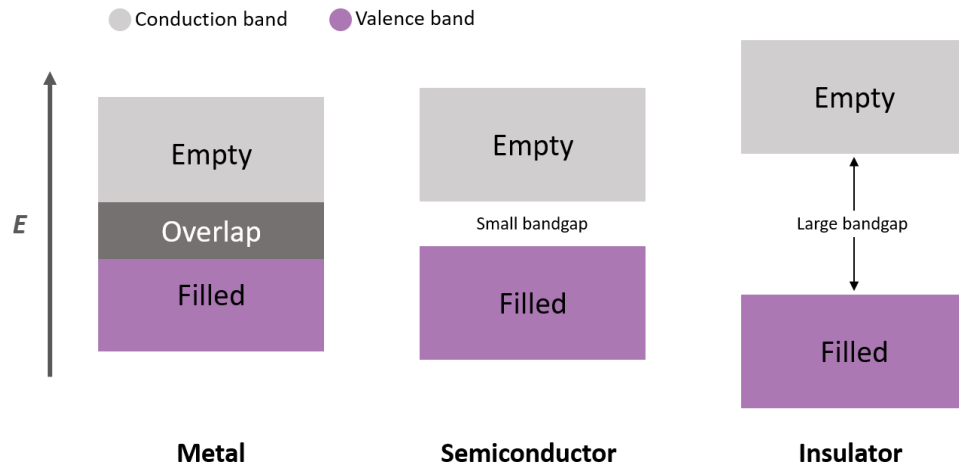 Conduction band
Valence band
E
Empty
Overlap
Filled
Metal
Empty
Small bandgap
Filled
Semiconductor
Empty
Large bandgap
Filled
Insulator